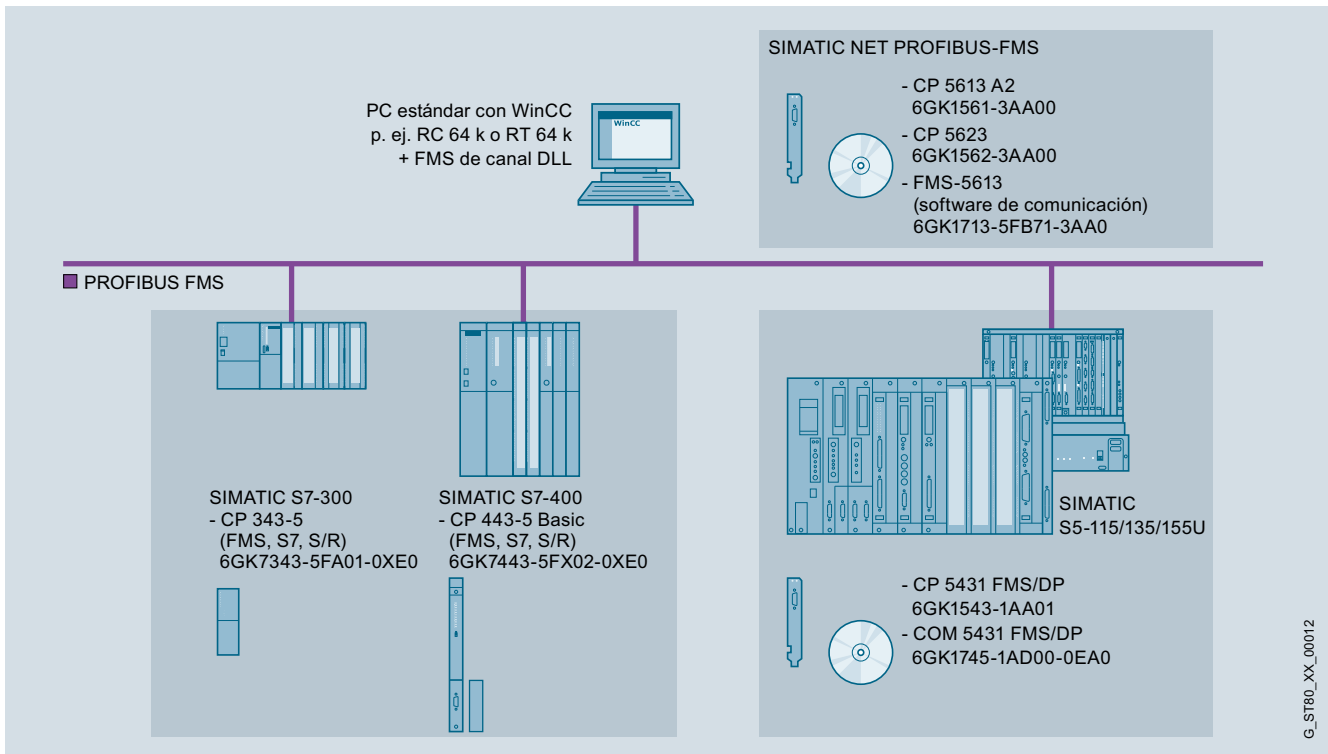 SIMATIC NET PROFIBUS-FMS
- CP 5613 A2
6GK1561-3AA00
- CP 5623
6GK1562-3AA00
- FMS-5613
(software de comunicación)
6GK1713-5FB71-3AA0
PC estándar con WinCC
p. ej. RC 64 k o RT 64 k
+ FMS de canal DLL
WinCC
PROFIBUS FMS
SIMATIC S7-300
- CP 343-5
(FMS, S7, S/R)
6GK7343-5FA01-0XE0
SIMATIC S7-400
- CP 443-5 Basic
(FMS, S7, S/R)
6GK7443-5FX02-0XE0
SIMATIC
S5-115/135/155U
- CP 5431 FMS/DP
6GK1543-1AA01
- COM 5431 FMS/DP
6GK1745-1AD00-0EA0
G_ST80_XX_00012